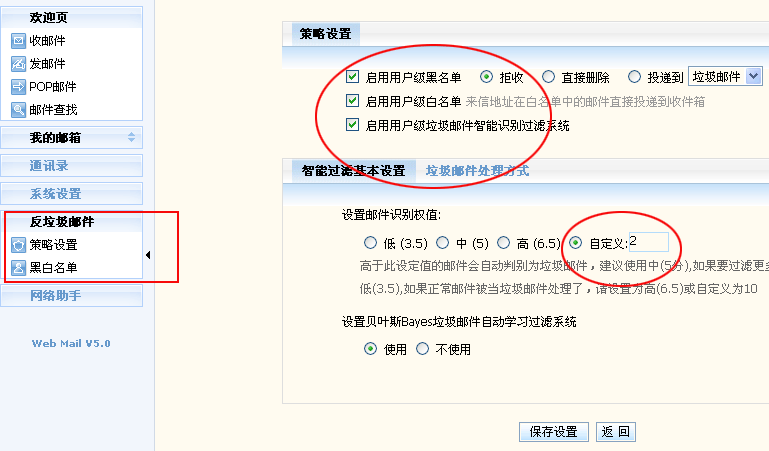 欢迎页
收邮件
发邮件
POP邮件
邮件查找
我的邮箱
通讯录
系统设置
反垃圾邮件
策略设置
黑白名单
网络助手
Web Mail V5.0
策略设置
启用用户级黑名单 拒收 直接删除 投递到 垃圾邮件
启用用户级白名单 来信地址在白名单中的邮件直接投递到收件箱
启用用户级垃圾邮件智能识别过滤系统
智能过滤基本设置 垃圾邮件处理方式
设置邮件识别权值:
低 (3.5) 中 (5) 高 (6.5) 自定义:2
高于此设定值的邮件会自动判别为垃圾邮件，建议使用中(5分),如果要过滤更多
低(3.5),如果正常邮件被当垃圾邮件处理了，请设置为高(6.5)或自定义为10
设置贝叶斯Bayes垃圾邮件自动学习过滤系统
使用 不使用
保存设置 返 回